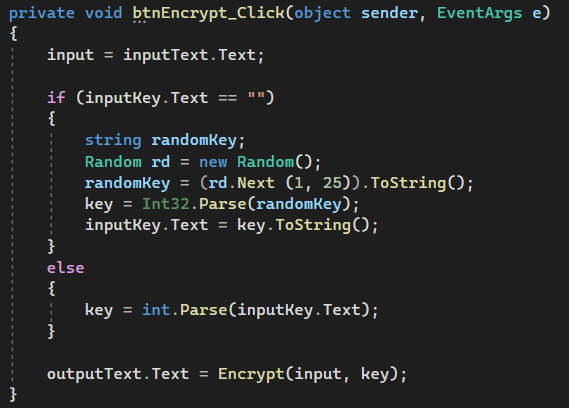 private void btnEncrypt_Click(object sender, EventArgs e)
{
    input = inputText.Text;

    if (inputKey.Text == "")
    {
        string randomKey;
        Random rd = new Random();
        randomKey = (rd.Next (1, 25)).ToString();
        key = Int32.Parse(randomKey);
        inputKey.Text = key.ToString();
    }
    else
    {
        key = int.Parse(inputKey.Text);
    }

    outputText.Text = Encrypt(input, key);
}